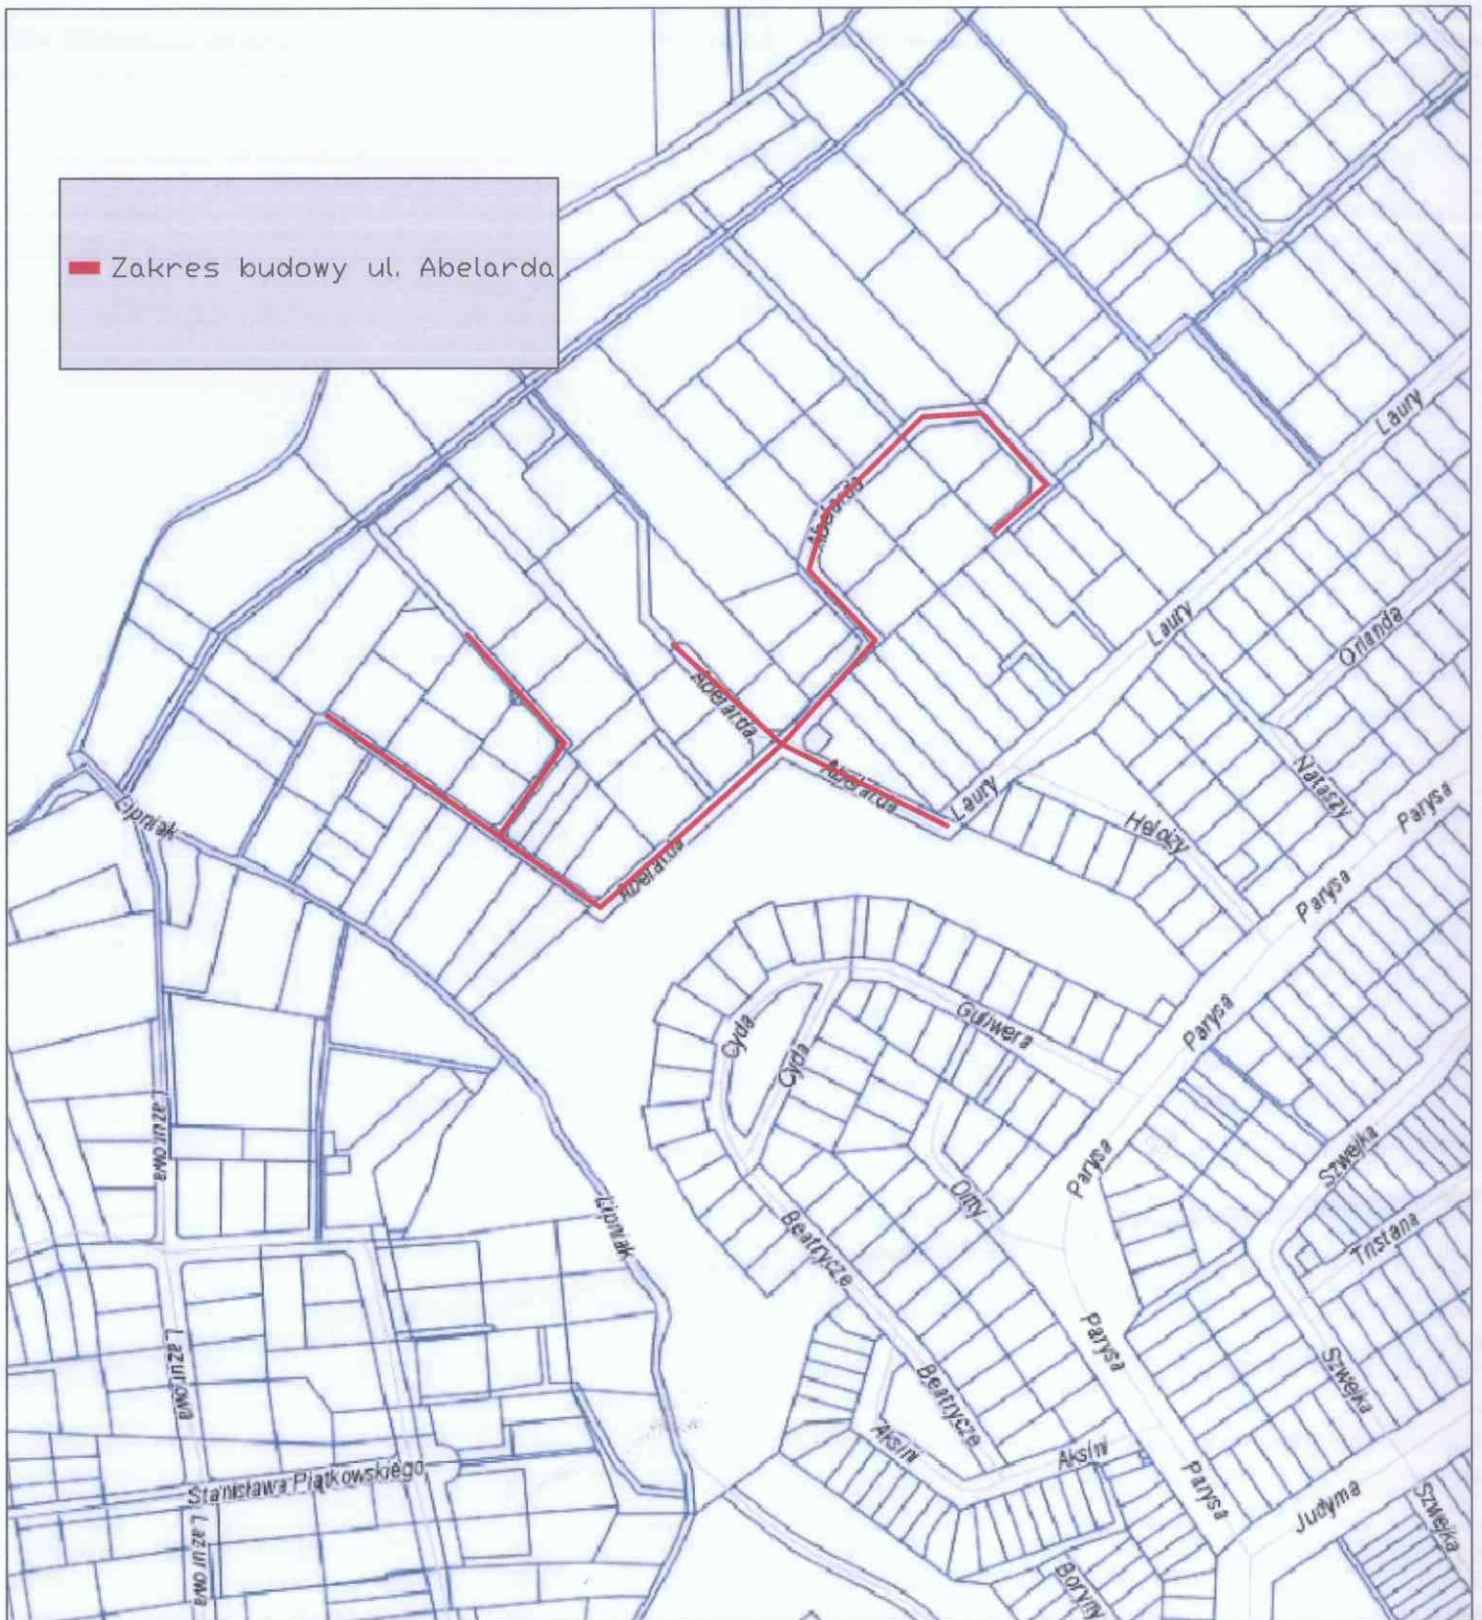 Zakres budowy ul. Abelarda
Laury
Abelarda
Laury
Orlanda
Abelarda
Nataszy
Abelarda
Laury
Parysa
Lipniak
Heloizy
Abelarda
Parysa
Parysa
Guliwera
Cyda
Cyda
Lazurowa
Parysa
Szwejka
Ditty
Lipniak
Beatrycze
Tristana
Parysa
Lazurowa
Szwejka
Beatrycze
Aksini
Aksini
Stanisława Piątkowskiego
Parysa
Judyma
Szwejka
Lazurowa
Boryny